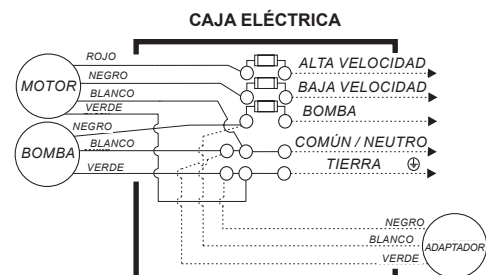 CAJA ELÉCTRICA
ROJO
NEGRO
BLANCO
VERDE
MOTOR
NEGRO
BLANCO
VERDE
BOMBA
ALTA VELOCIDAD
BAJA VELOCIDAD
BOMBA
COMÚN / NEUTRO
TIERRA
NEGRO
BLANCO
VERDE
ADAPTADOR